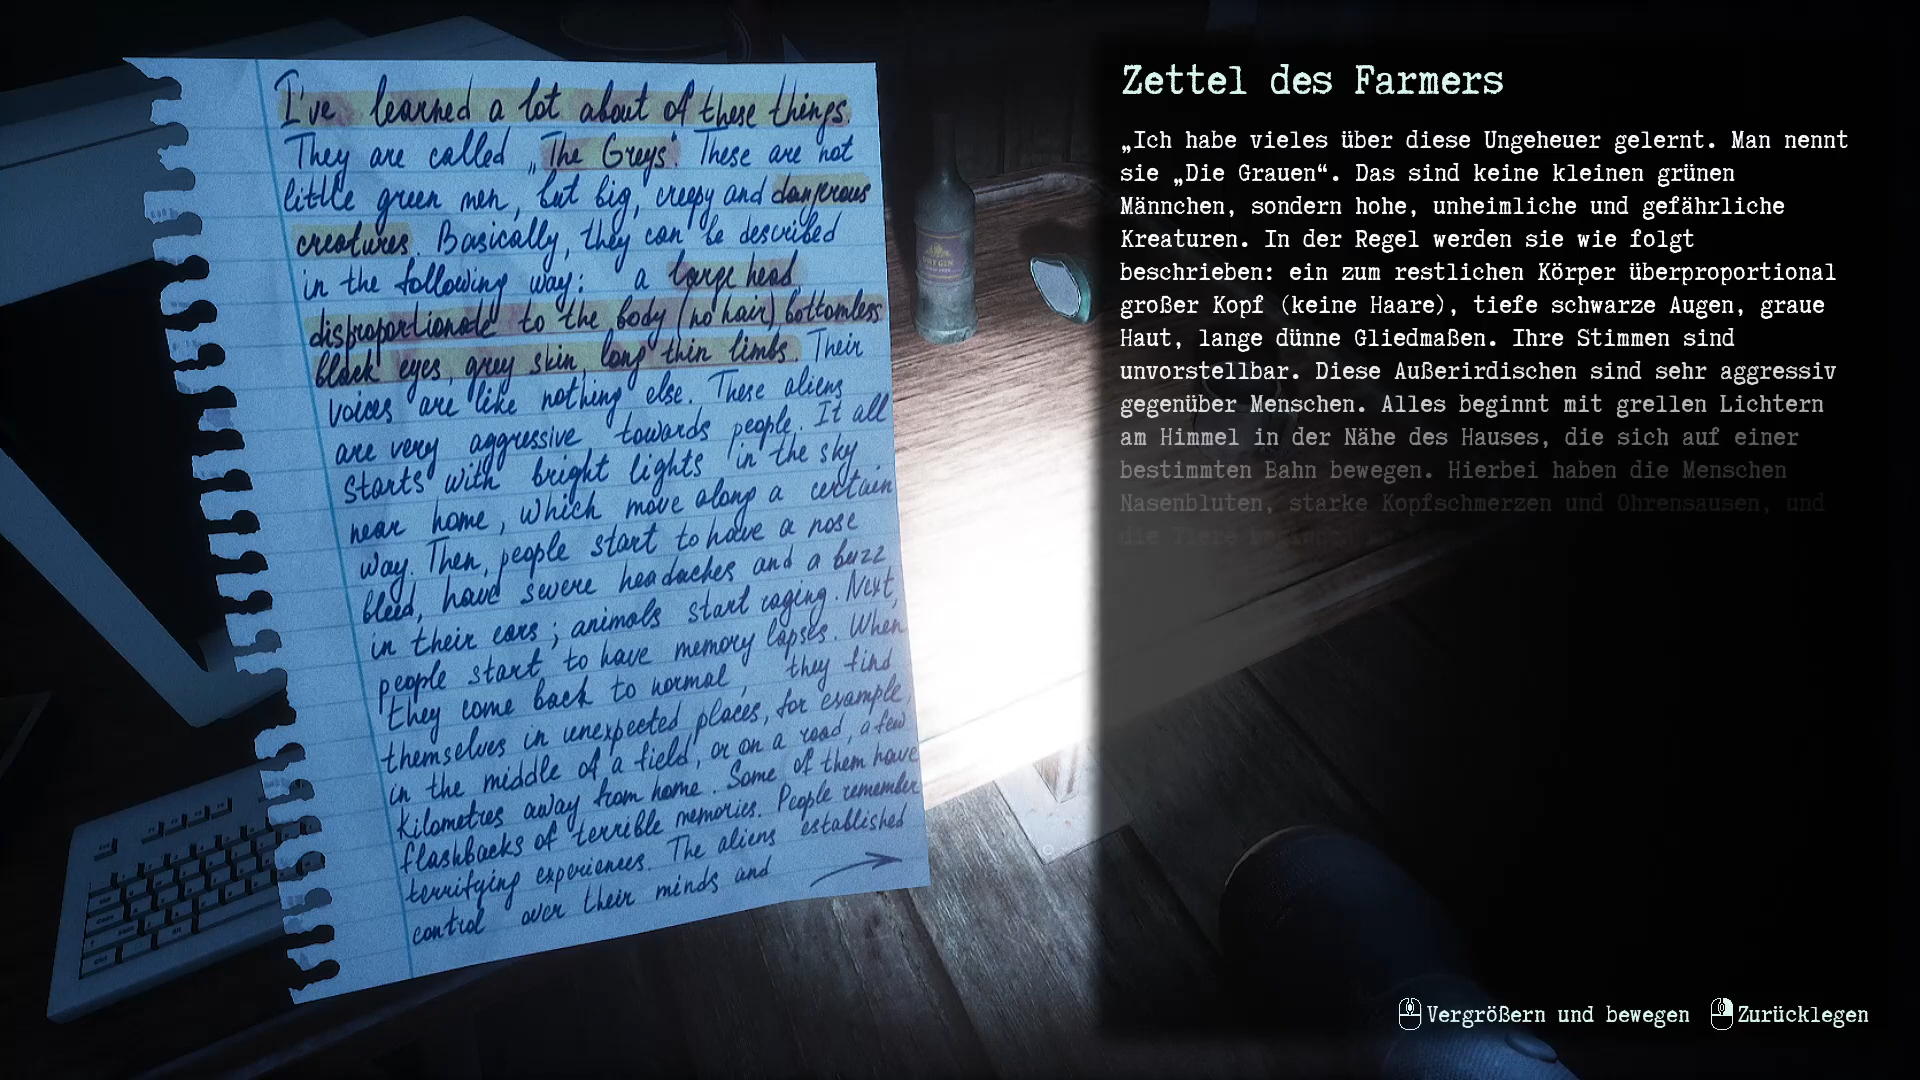 I've learned a lot about of these things.
They are called „The Greys". These are not
little green men, but big, creepy and dangerous
creatures. Basically, they can be described
in the following way: a large head
disproportionate to the body (no hair) bottomless
black eyes, grey skin, long thin limbs. Their
voices are like nothing else. These aliens
are very aggressive towards people. It all
starts with bright lights in the sky
near home, which move along a certain
way. Then, people start to have a nose
bleed, have severe headaches and a buzz
in their ears; animals start raging. Next,
people start to have memory lapses. When
they come back to normal, they find
themselves in unexpected places, for example,
in the middle of a field, or on a road, a few
kilometres away from home. Some of them have
flashbacks of terrible memories. People remember
terrifying experiences. The aliens established
control over their minds and
DRY GIN
Zettel des Farmers
„Ich habe vieles über diese Ungeheuer gelernt. Man nennt
sie „Die Grauen“. Das sind keine kleinen grünen
Männchen, sondern hohe, unheimliche und gefährliche
Kreaturen. In der Regel werden sie wie folgt
beschrieben: ein zum restlichen Körper überproportional
großer Kopf (keine Haare), tiefe schwarze Augen, graue
Haut, lange dünne Gliedmaßen. Ihre Stimmen sind
unvorstellbar. Diese Außerirdischen sind sehr aggressiv
gegenüber Menschen. Alles beginnt mit grellen Lichtern
am Himmel in der Nähe des Hauses, die sich auf einer
bestimmten Bahn bewegen. Hierbei haben die Menschen
Nasenbluten, starke Kopfschmerzen und Ohrensausen, und
die Tiere
Vergrößern und bewegen Zurücklegen